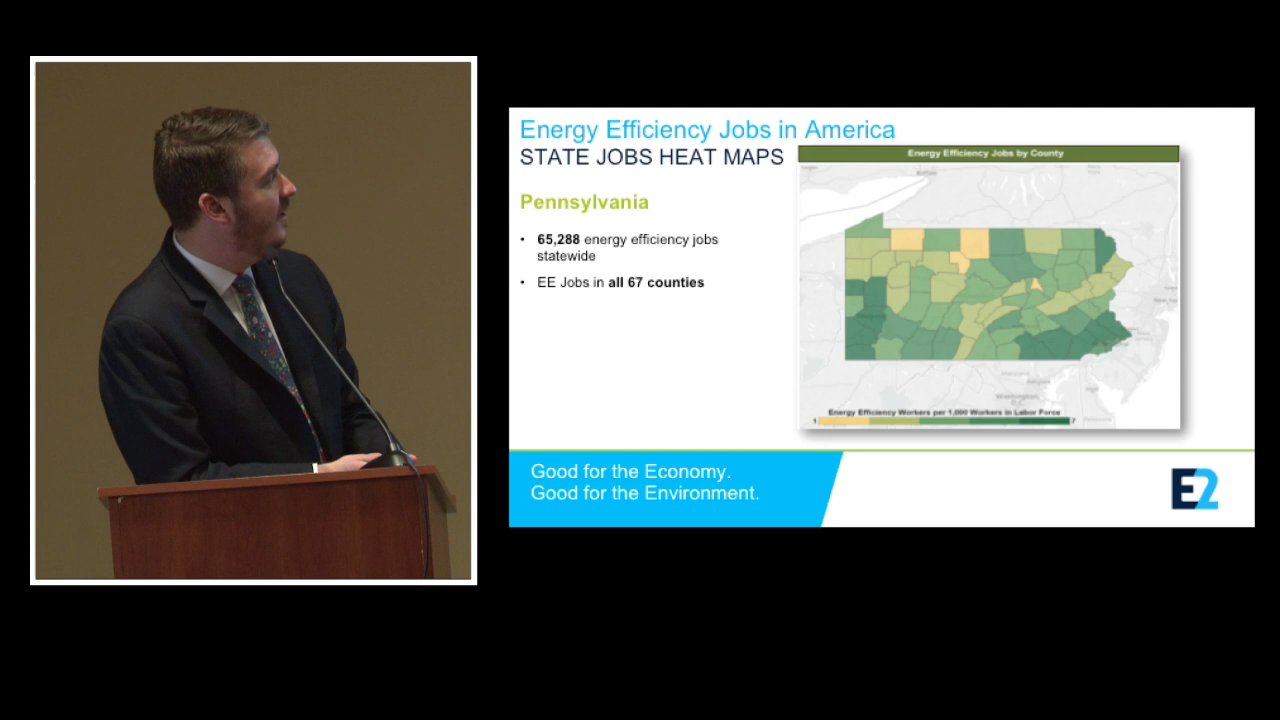 Energy Efficiency Jobs in America
STATE JOBS HEAT MAPS
Energy Efficiency Jobs by County
Pennsylvania
• 65,288 energy efficiency jobs
statewide
• EE Jobs in all 67 counties
Energy Efficiency Workers per 1,000 Workers in Labor Force
1
7
Good for the Economy.
Good for the Environment.
E2